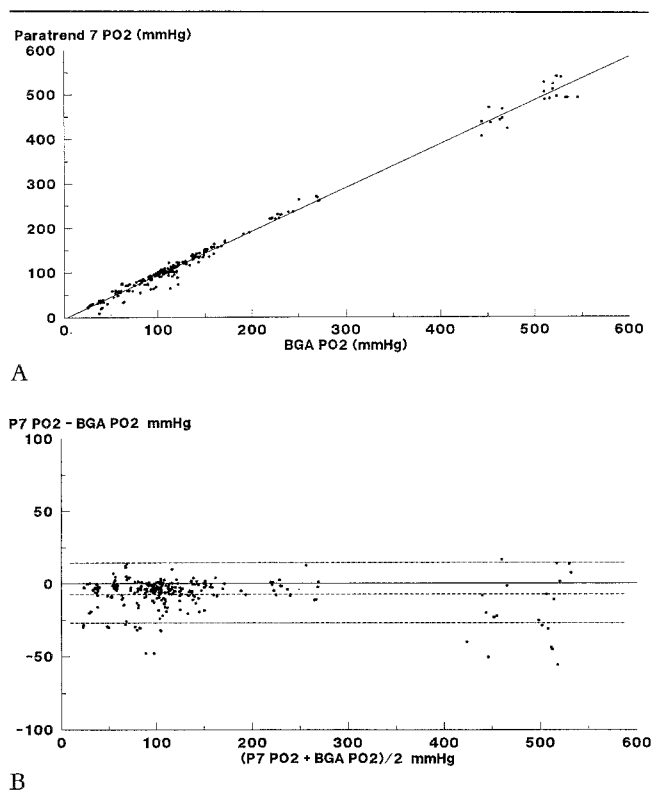 Paratrend 7 PO2 (mmHg)
600
500
400
300
200
100
0
0. 100 200 300 400 500 600
BGA PO2 (mmHg)
A
P7 PO2 - BGA PO2 mmHg
100
50
0
-50
-100
0 100 200 300 400 500 600
(P7 PO2 + BGA PO2)/2 mmHg
B